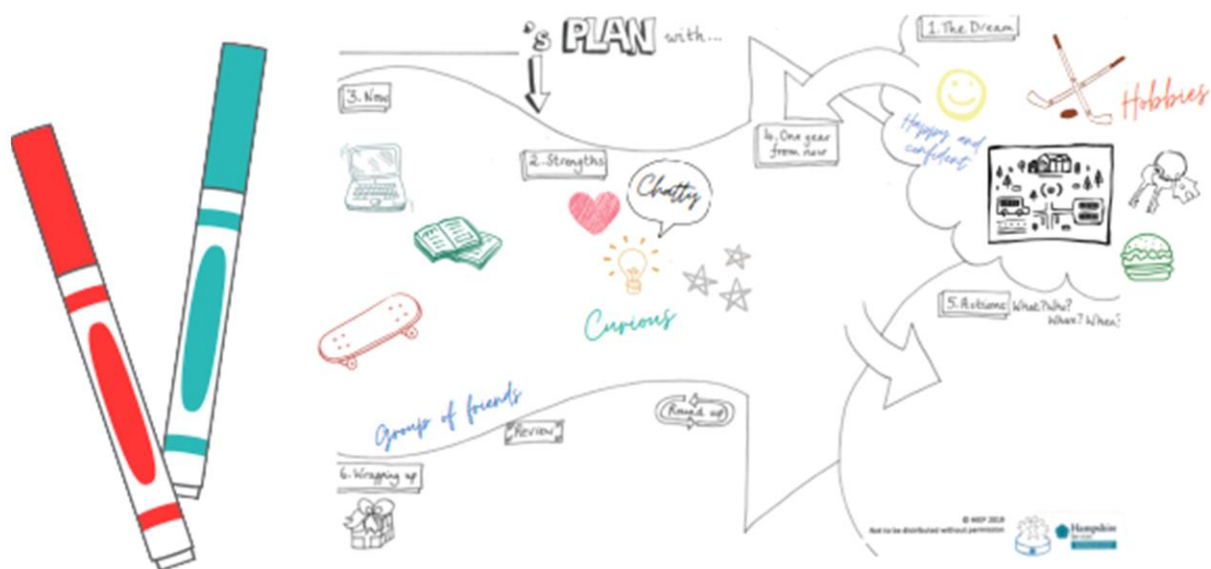 's PLAN with...
1. The Dream
Hobbies
Happy and
confident
3. Now
2. Strengths
4. One year
from now
Chatty
Curious
5. Actions What? Who?
When?
Group of friends
Review
Round up
6. Wrapping up
© HIEP 2019
Not to be distributed without permission
Hampshire
Services